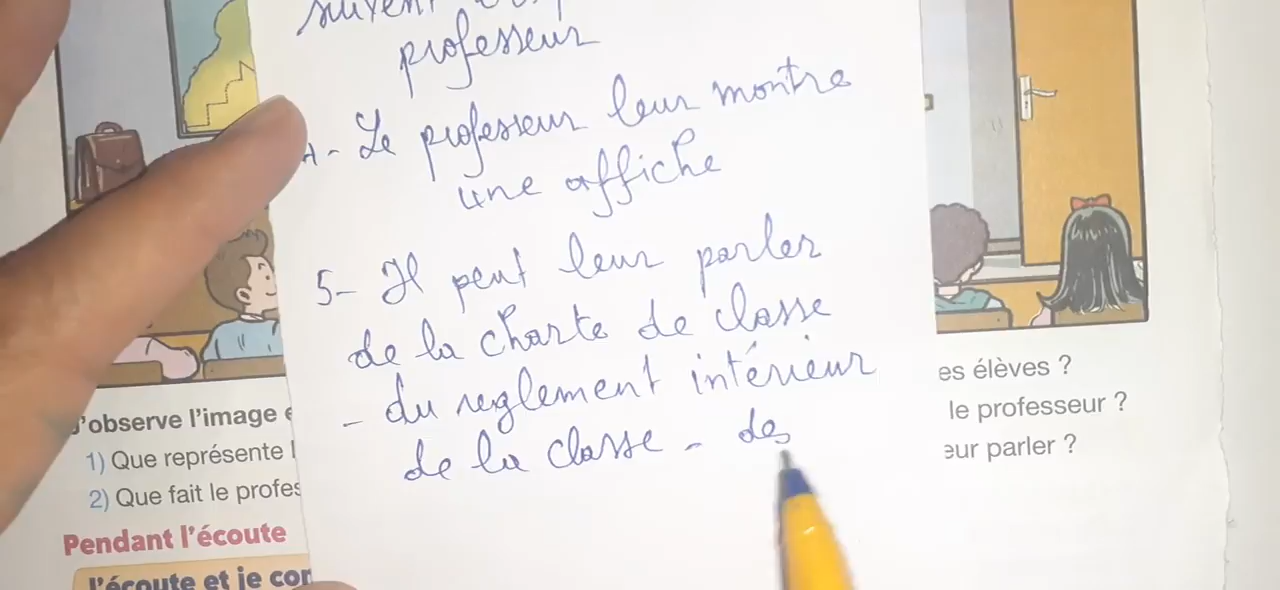 professeur
- Le professeur leur montre
une affiche
5- Il peut leur parler
de la charte de classe
- du reglement intérieur
de la classe - des
es élèves ?
le professeur ?
eur parler ?
'observe l'image
1) Que représente
2) Que fait le profes
Pendant l'écoute
J'écoute et je con